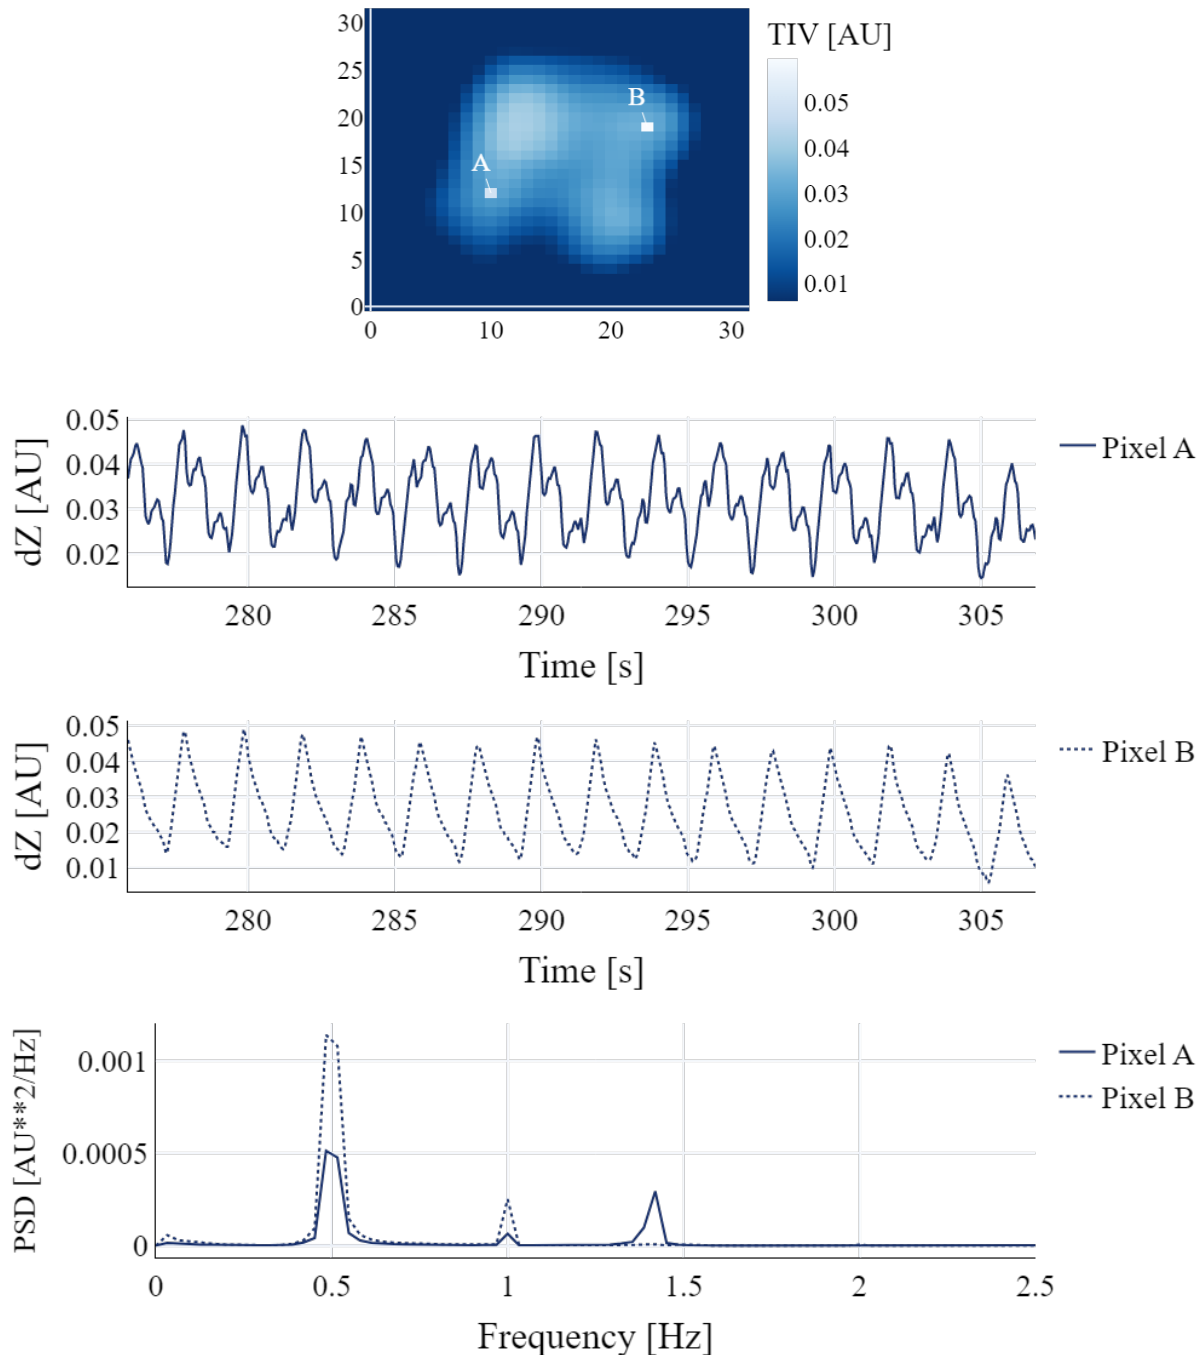 TIV [AU]
30
25
20
15
10
5
0
B
A
0.05
0.04
0.03
0.02
0.01
0 10 20 30
dZ [AU]
0.05
0.04
0.03
0.02
Pixel A
280 285 290 295 300 305
Time [s]
dZ [AU]
0.05
0.04
0.03
0.02
0.01
Pixel B
280 285 290 295 300 305
Time [s]
PSD [AU**2/Hz]
0.001
0.0005
0
Pixel A
Pixel B
0 0.5 1 1.5 2 2.5
Frequency [Hz]